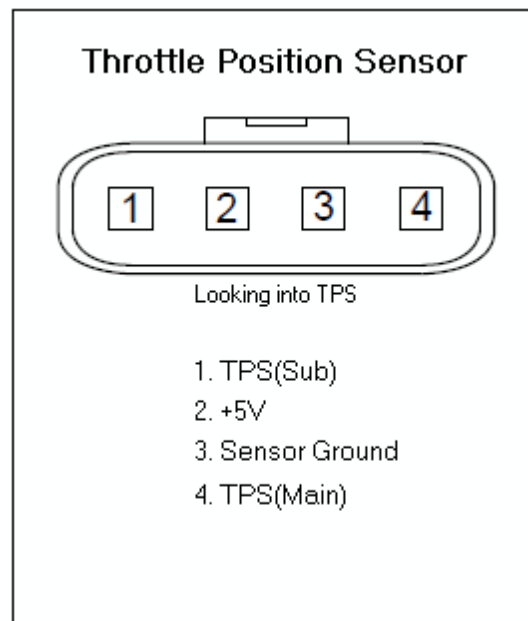 Throttle Position Sensor
1 2 3 4
Looking into TPS
1. TPS(Sub)
2. +5V
3. Sensor Ground
4. TPS(Main)